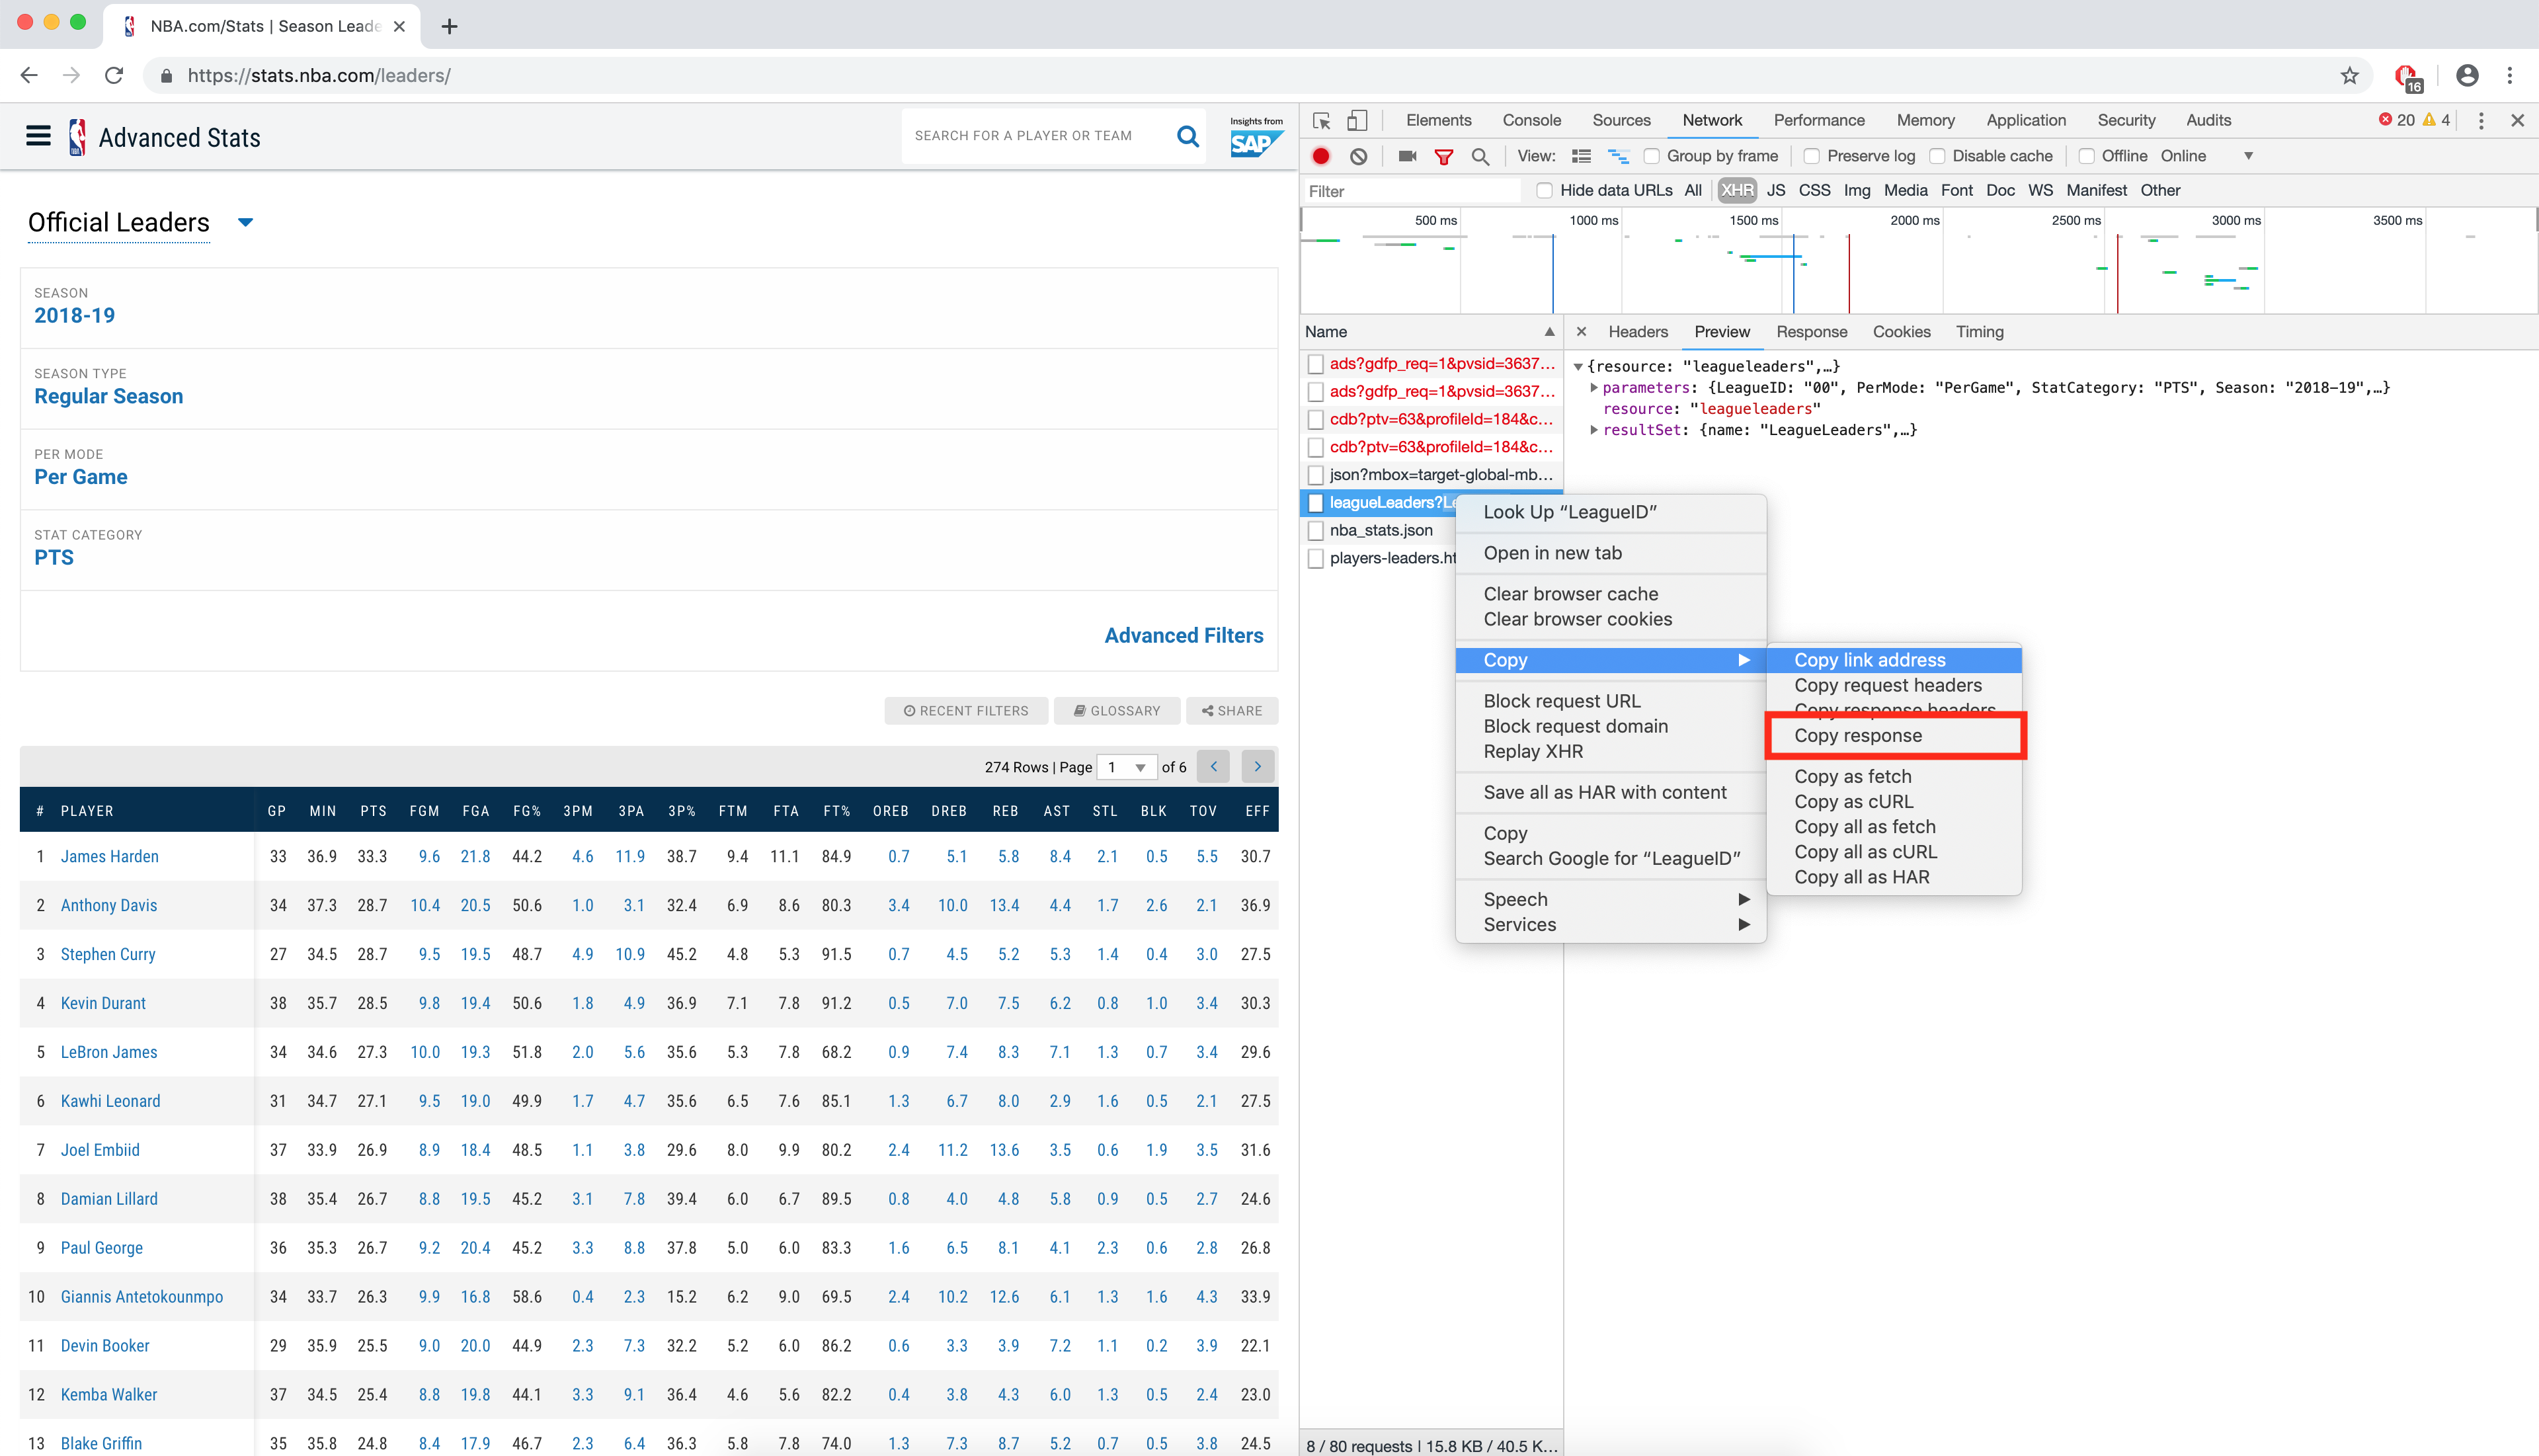 NBA.com/Stats | Season Leade
https://stats.nba.com/leaders/
16
Advanced Stats
SEARCH FOR A PLAYER OR TEAM
Insights from
SAP
Official Leaders
SEASON
2018-19
SEASON TYPE
Regular Season
PER MODE
Per Game
STAT CATEGORY
PTS
Advanced Filters
RECENT FILTERS GLOSSARY SHARE
274 Rows | Page 1 of 6
# PLAYER GP MIN PTS FGM FGA FG% 3PM 3PA 3P% FTM FTA FT% OREB DREB REB AST STL BLK TOV EFF
1 James Harden 33 36.9 33.3 9.6 21.8 44.2 4.6 11.9 38.7 9.4 11.1 84.9 0.7 5.1 5.8 8.4 2.1 0.5 5.5 30.7
2 Anthony Davis 34 37.3 28.7 10.4 20.5 50.6 1.0 3.1 32.4 6.9 8.6 80.3 3.4 10.0 13.4 4.4 1.7 2.6 2.1 36.9
3 Stephen Curry 27 34.5 28.7 9.5 19.5 48.7 4.9 10.9 45.2 4.8 5.3 91.5 0.7 4.5 5.2 5.3 1.4 0.4 3.0 27.5
4 Kevin Durant 38 35.7 28.5 9.8 19.4 50.6 1.8 4.9 36.9 7.1 7.8 91.2 0.5 7.0 7.5 6.2 0.8 1.0 3.4 30.3
5 LeBron James 34 34.6 27.3 10.0 19.3 51.8 2.0 5.6 35.6 5.3 7.8 68.2 0.9 7.4 8.3 7.1 1.3 0.7 3.4 29.6
6 Kawhi Leonard 31 34.7 27.1 9.5 19.0 49.9 1.7 4.7 35.6 6.5 7.6 85.1 1.3 6.7 8.0 2.9 1.6 0.5 2.1 27.5
7 Joel Embiid 37 33.9 26.9 8.9 18.4 48.5 1.1 3.8 29.6 8.0 9.9 80.2 2.4 11.2 13.6 3.5 0.6 1.9 3.5 31.6
8 Damian Lillard 38 35.4 26.7 8.8 19.5 45.2 3.1 7.8 39.4 6.0 6.7 89.5 0.8 4.0 4.8 5.8 0.9 0.5 2.7 24.6
9 Paul George 36 35.3 26.7 9.2 20.4 45.2 3.3 8.8 37.8 5.0 6.0 83.3 1.6 6.5 8.1 4.1 2.3 0.6 2.8 26.8
10 Giannis Antetokounmpo 34 33.7 26.3 9.9 16.8 58.6 0.4 2.3 15.2 6.2 9.0 69.5 2.4 10.2 12.6 6.1 1.3 1.6 4.3 33.9
11 Devin Booker 29 35.9 25.5 9.0 20.0 44.9 2.3 7.3 32.2 5.2 6.0 86.2 0.6 3.3 3.9 7.2 1.1 0.2 3.9 22.1
12 Kemba Walker 37 34.5 25.4 8.8 19.8 44.1 3.3 9.1 36.4 4.6 5.6 82.2 0.4 3.8 4.3 6.0 1.3 0.5 2.4 23.0
13 Blake Griffin 35 35.8 24.8 8.4 17.9 46.7 2.3 6.4 36.3 5.8 7.8 74.0 1.3 7.3 8.7 5.2 0.7 0.5 3.8 24.5
Elements Console Sources Network Performance Memory Application Security Audits 20 4
View: Group by frame Preserve log Disable cache Offline Online
Filter Hide data URLs All XHR JS CSS Img Media Font Doc WS Manifest Other
500 ms 1000 ms 1500 ms 2000 ms 2500 ms 3000 ms 3500 ms
Name
ads?gdfp_req=1&pvsid=3637…
ads?gdfp_req=1&pvsid=3637…
cdb?ptv=63&profileId=184&c…
cdb?ptv=63&profileId=184&c…
json?mbox=target-global-mb…
leagueLeaders?Le
nba_stats.json
players-leaders.ht
Headers Preview Response Cookies Timing
{resource: "leagueleaders",…}
parameters: {LeagueID: "00", PerMode: "PerGame", StatCategory: "PTS", Season: "2018-19",…}
resource: "leagueleaders"
resultSet: {name: "LeagueLeaders",…}
Look Up “LeagueID”
Open in new tab
Clear browser cache
Clear browser cookies
Copy
Block request URL
Block request domain
Replay XHR
Save all as HAR with content
Copy
Search Google for “LeagueID”
Speech
Services
Copy link address
Copy request headers
Copy response headers
Copy response
Copy as fetch
Copy as cURL
Copy all as fetch
Copy all as cURL
Copy all as HAR
8 / 80 requests | 15.8 KB / 40.5 K…